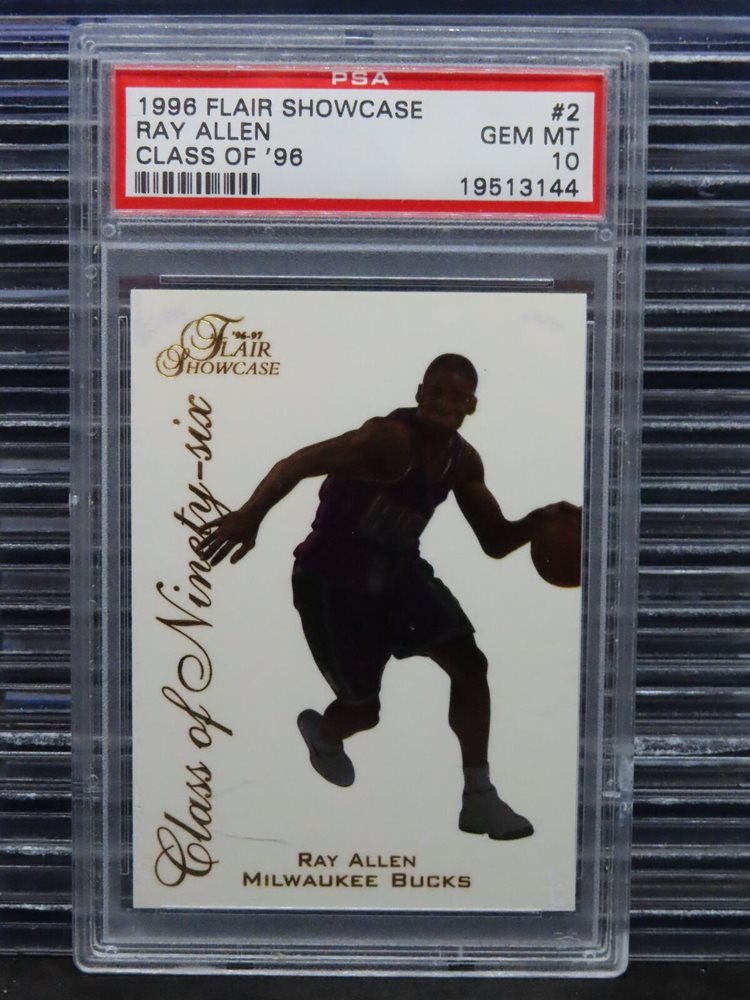 PSA
1996 FLAIR SHOWCASE #2
RAY ALLEN GEM MT
CLASS OF '96 10
19513144
'96-97
FLAIR
SHOWCASE
Class of Ninety-six
RAY ALLEN
MILWAUKEE BUCKS